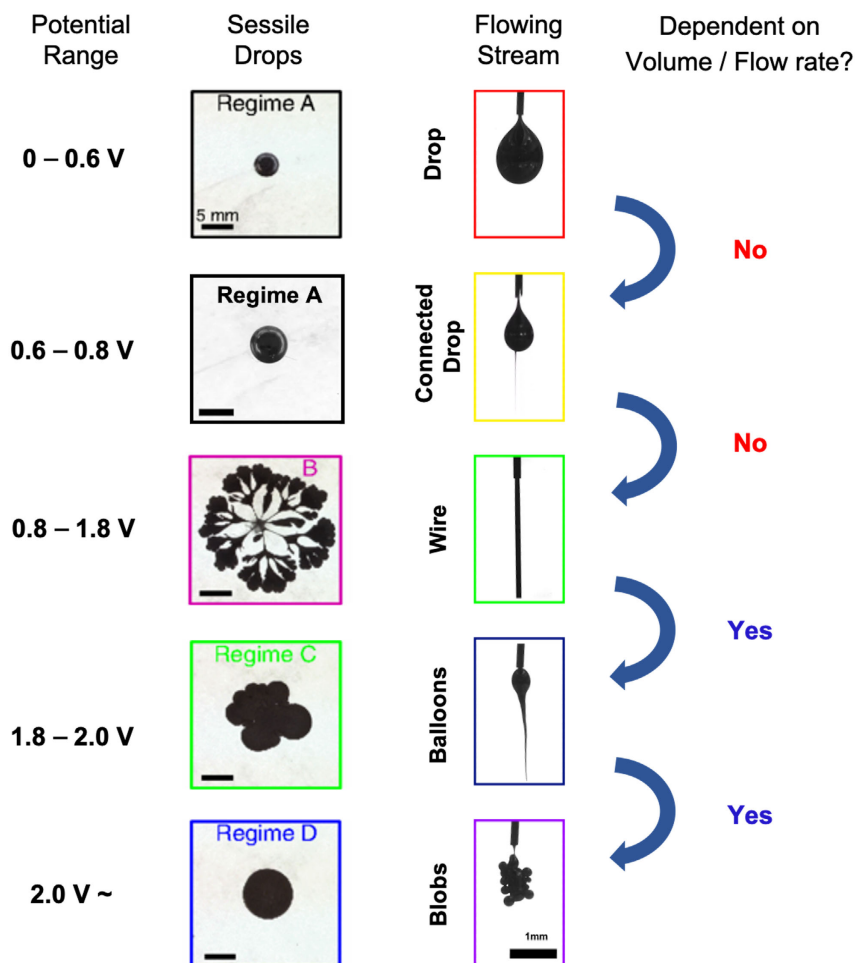 Potential
Range
Sessile
Drops
Flowing
Stream
Dependent on
Volume / Flow rate?
0 – 0.6 V
Regime A
5 mm
Drop
No
0.6 – 0.8 V
Regime A
Connected
Drop
No
0.8 – 1.8 V
B
Wire
Yes
1.8 – 2.0 V
Regime C
Balloons
Yes
2.0 V ~
Regime D
Blobs
1mm